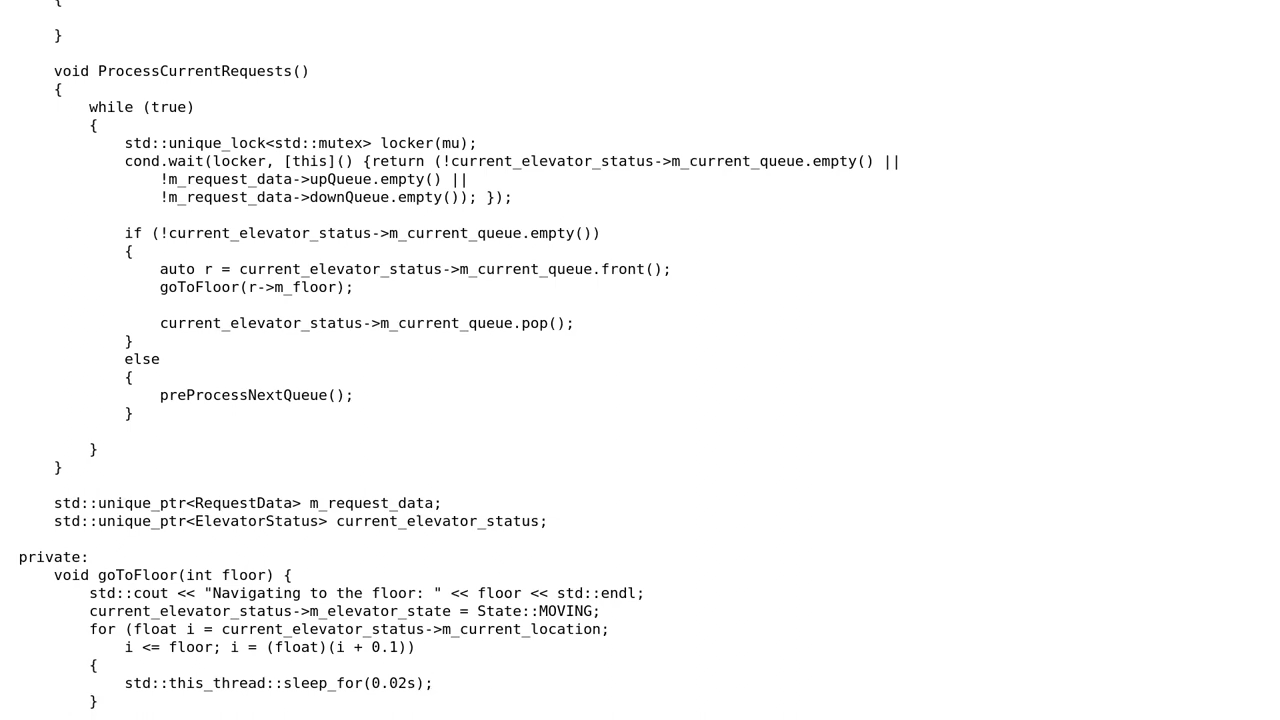 {
}
void ProcessCurrentRequests()
{
while (true)
{
std::unique_lock<std::mutex> locker(mu);
cond.wait(locker, [this]() {return (!current_elevator_status->m_current_queue.empty() ||
!m_request_data->upQueue.empty() ||
!m_request_data->downQueue.empty()); });
if (!current_elevator_status->m_current_queue.empty())
{
auto r = current_elevator_status->m_current_queue.front();
goToFloor(r->m_floor);
current_elevator_status->m_current_queue.pop();
}
else
{
preProcessNextQueue();
}
}
}
std::unique_ptr<RequestData> m_request_data;
std::unique_ptr<ElevatorStatus> current_elevator_status;
private:
void goToFloor(int floor) {
std::cout << "Navigating to the floor: " << floor << std::endl;
current_elevator_status->m_elevator_state = State::MOVING;
for (float i = current_elevator_status->m_current_location;
i <= floor; i = (float)(i + 0.1))
{
std::this_thread::sleep_for(0.02s);
}